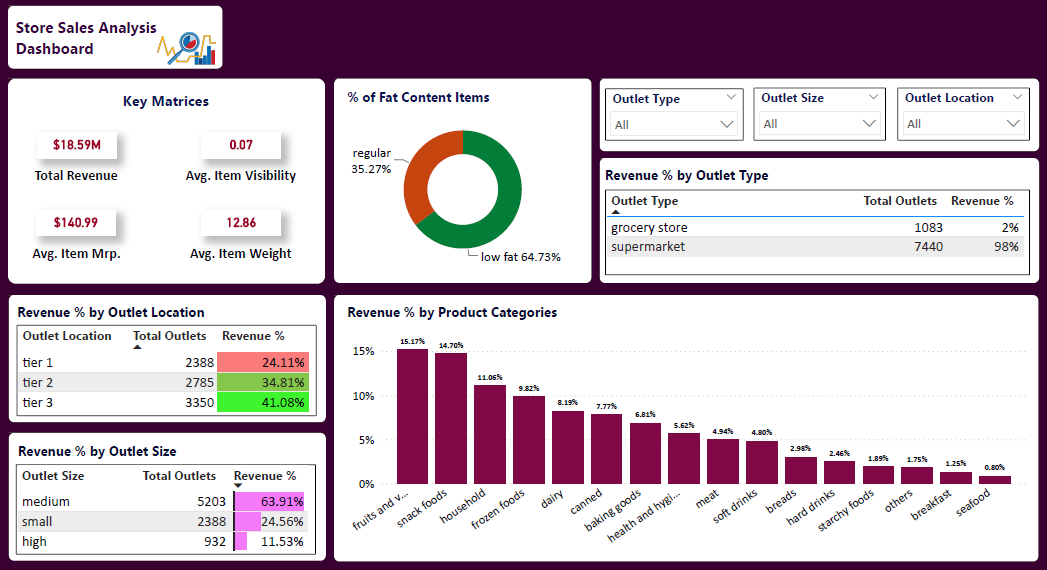 Store Sales Analysis
Dashboard
Key Matrices
$18.59M
Total Revenue
0.07
Avg. Item Visibility
$140.99
Avg. Item Mrp.
12.86
Avg. Item Weight
% of Fat Content Items
regular
35.27%
low fat 64.73%
Outlet Type
All
Outlet Size
All
Outlet Location
All
Revenue % by Outlet Type
Outlet Type Total Outlets Revenue %
grocery store 1083 2%
supermarket 7440 98%
Revenue % by Outlet Location
Outlet Location Total Outlets Revenue %
tier 1 2388 24.11%
tier 2 2785 34.81%
tier 3 3350 41.08%
Revenue % by Outlet Size
Outlet Size Total Outlets Revenue %
medium 5203 63.91%
small 2388 24.56%
high 932 11.53%
Revenue % by Product Categories
15%
10%
5%
0%
15.17%
14.70%
11.06%
9.82%
8.19%
7.77%
6.81%
5.62%
4.94%
4.80%
2.98%
2.46%
1.89%
1.75%
1.25%
0.80%
fruits and v...
snack foods
household
frozen foods
dairy
canned
baking goods
health and hygi...
meat
soft drinks
breads
hard drinks
starchy foods
others
breakfast
seafood